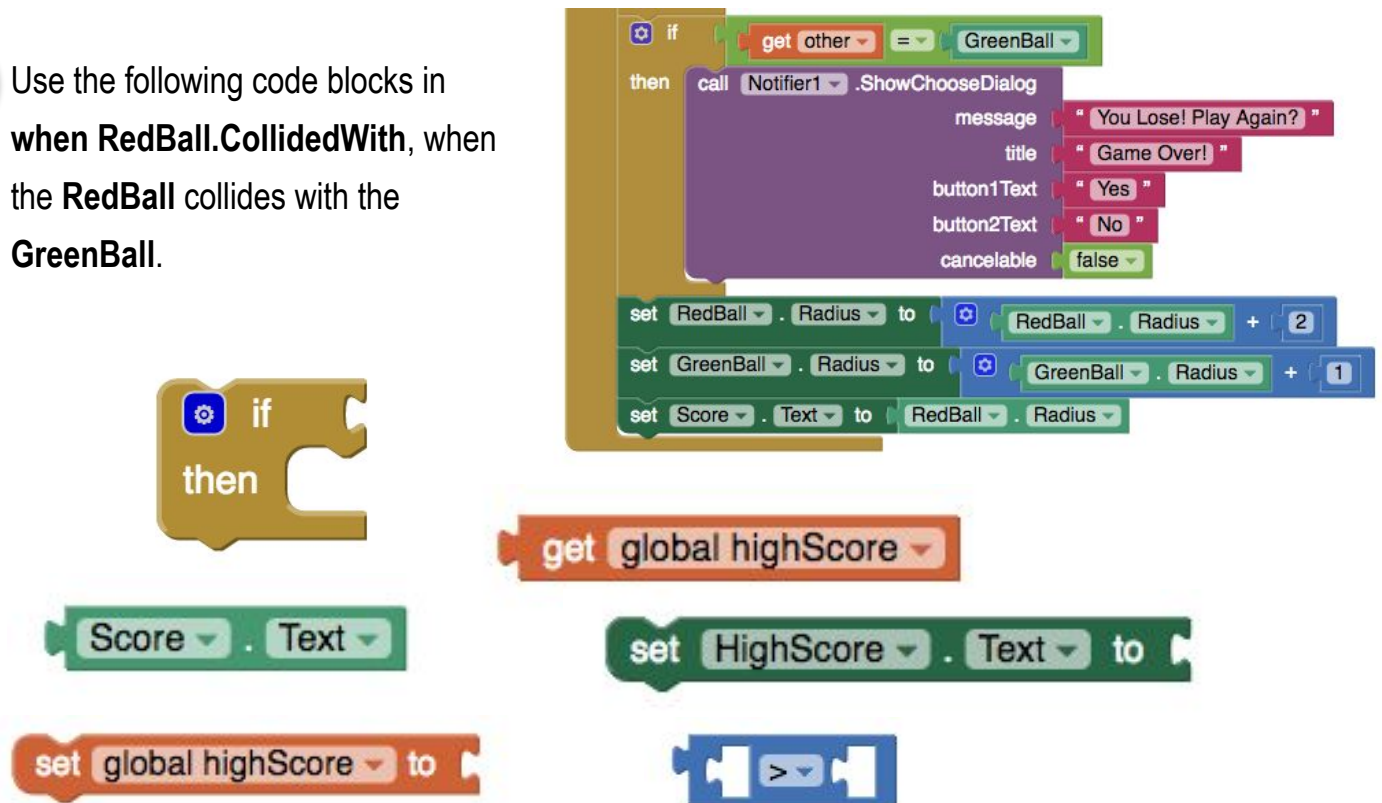 Use the following code blocks in
when RedBall.CollidedWith, when
the RedBall collides with the
GreenBall.
if get other = GreenBall
then call Notifier1 .ShowChooseDialog
message " You Lose! Play Again? "
title " Game Over! "
button1Text " Yes "
button2Text " No "
cancelable false
set RedBall . Radius to RedBall . Radius + 2
set GreenBall . Radius to GreenBall . Radius + 1
set Score . Text to RedBall . Radius
if
then
get global highScore
Score . Text
set HighScore . Text to
set global highScore to
>